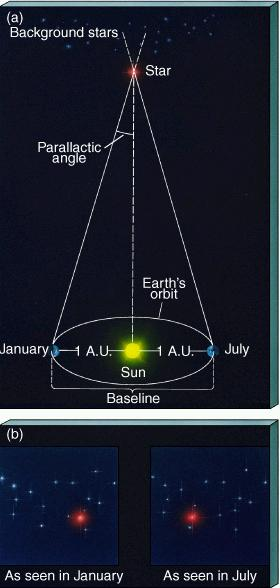 (a)
Background stars
Star
Parallactic
angle
Earth's
orbit
January
1 A.U.
1 A.U.
July
Sun
Baseline
(b)
As seen in January
As seen in July